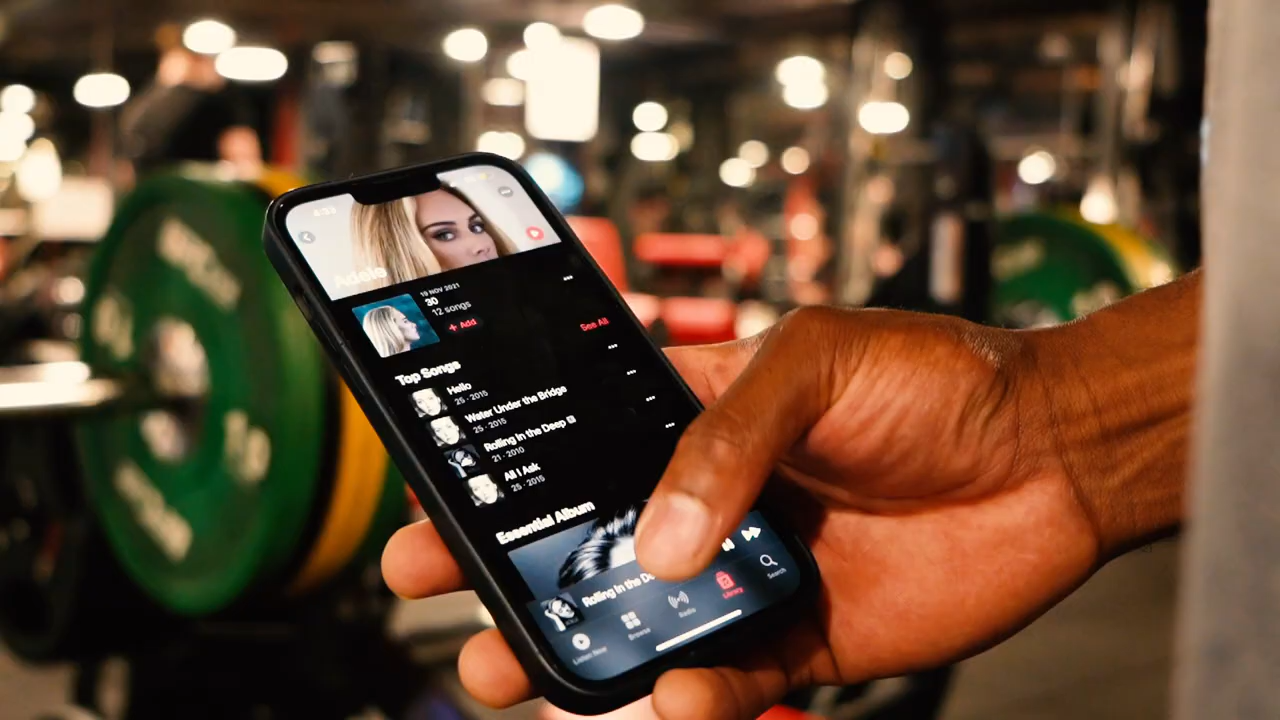 4:33
Adele
19 NOV 2021
30
12 songs
+ Add
See All
Top Songs
Hello
25 · 2015
Water Under the Bridge
25 · 2015
Rolling in the Deep
21 · 2010
All I Ask
25 · 2015
Essential Album
Rolling in the De
Listen Now
Browse
Radio
Library
Search